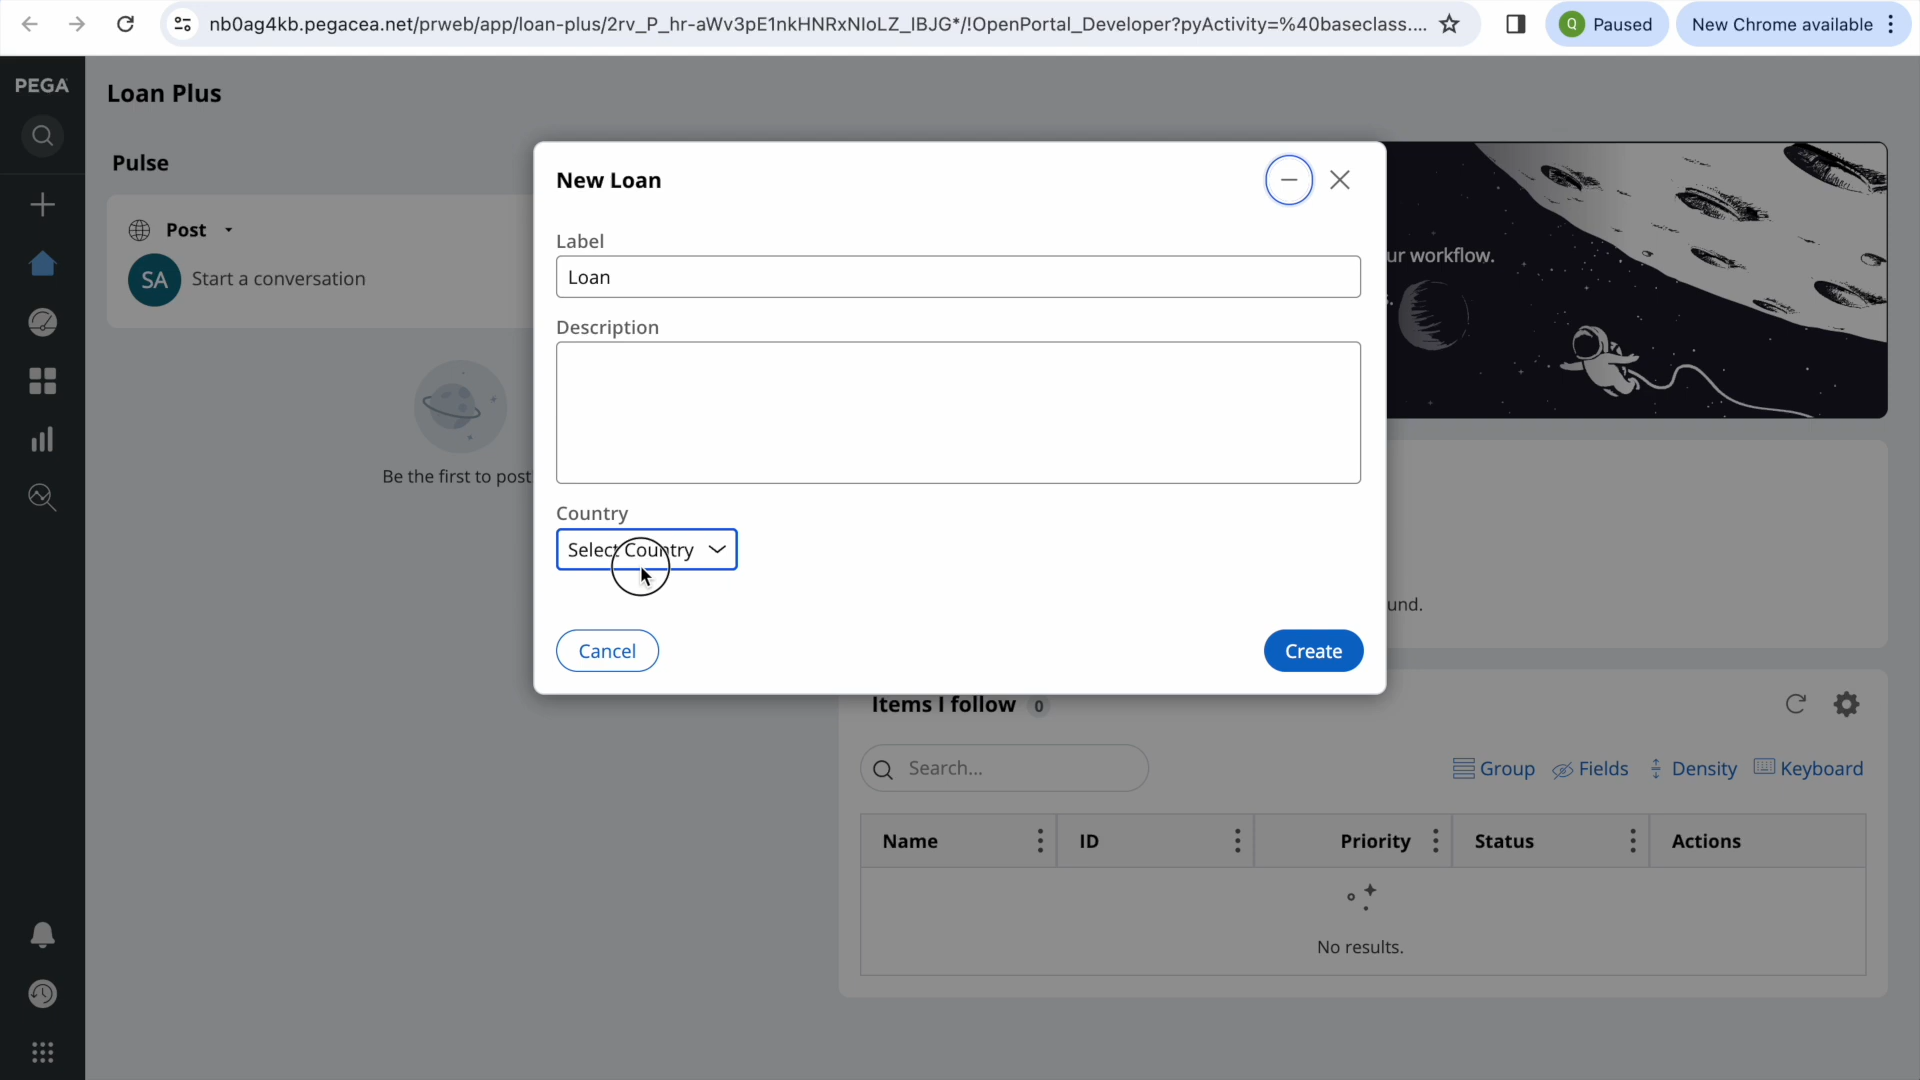 nb0ag4kb.pegacea.net/prweb/app/loan-plus/2rv_P_hr-aWv3pE1nkHNRxNIoLZ_IBJG*/!OpenPortal_Developer?pyActivity=%40baseclass....
Q Paused
New Chrome available
PEGA
Loan Plus
Pulse
Post
SA Start a conversation
Be the first to post
New Loan
Label
Loan
Description
Country
Select Country
Cancel
Create
ur workflow.
und.
Items I follow 0
Search...
Group Fields Density Keyboard
Name ID Priority Status Actions
No results.